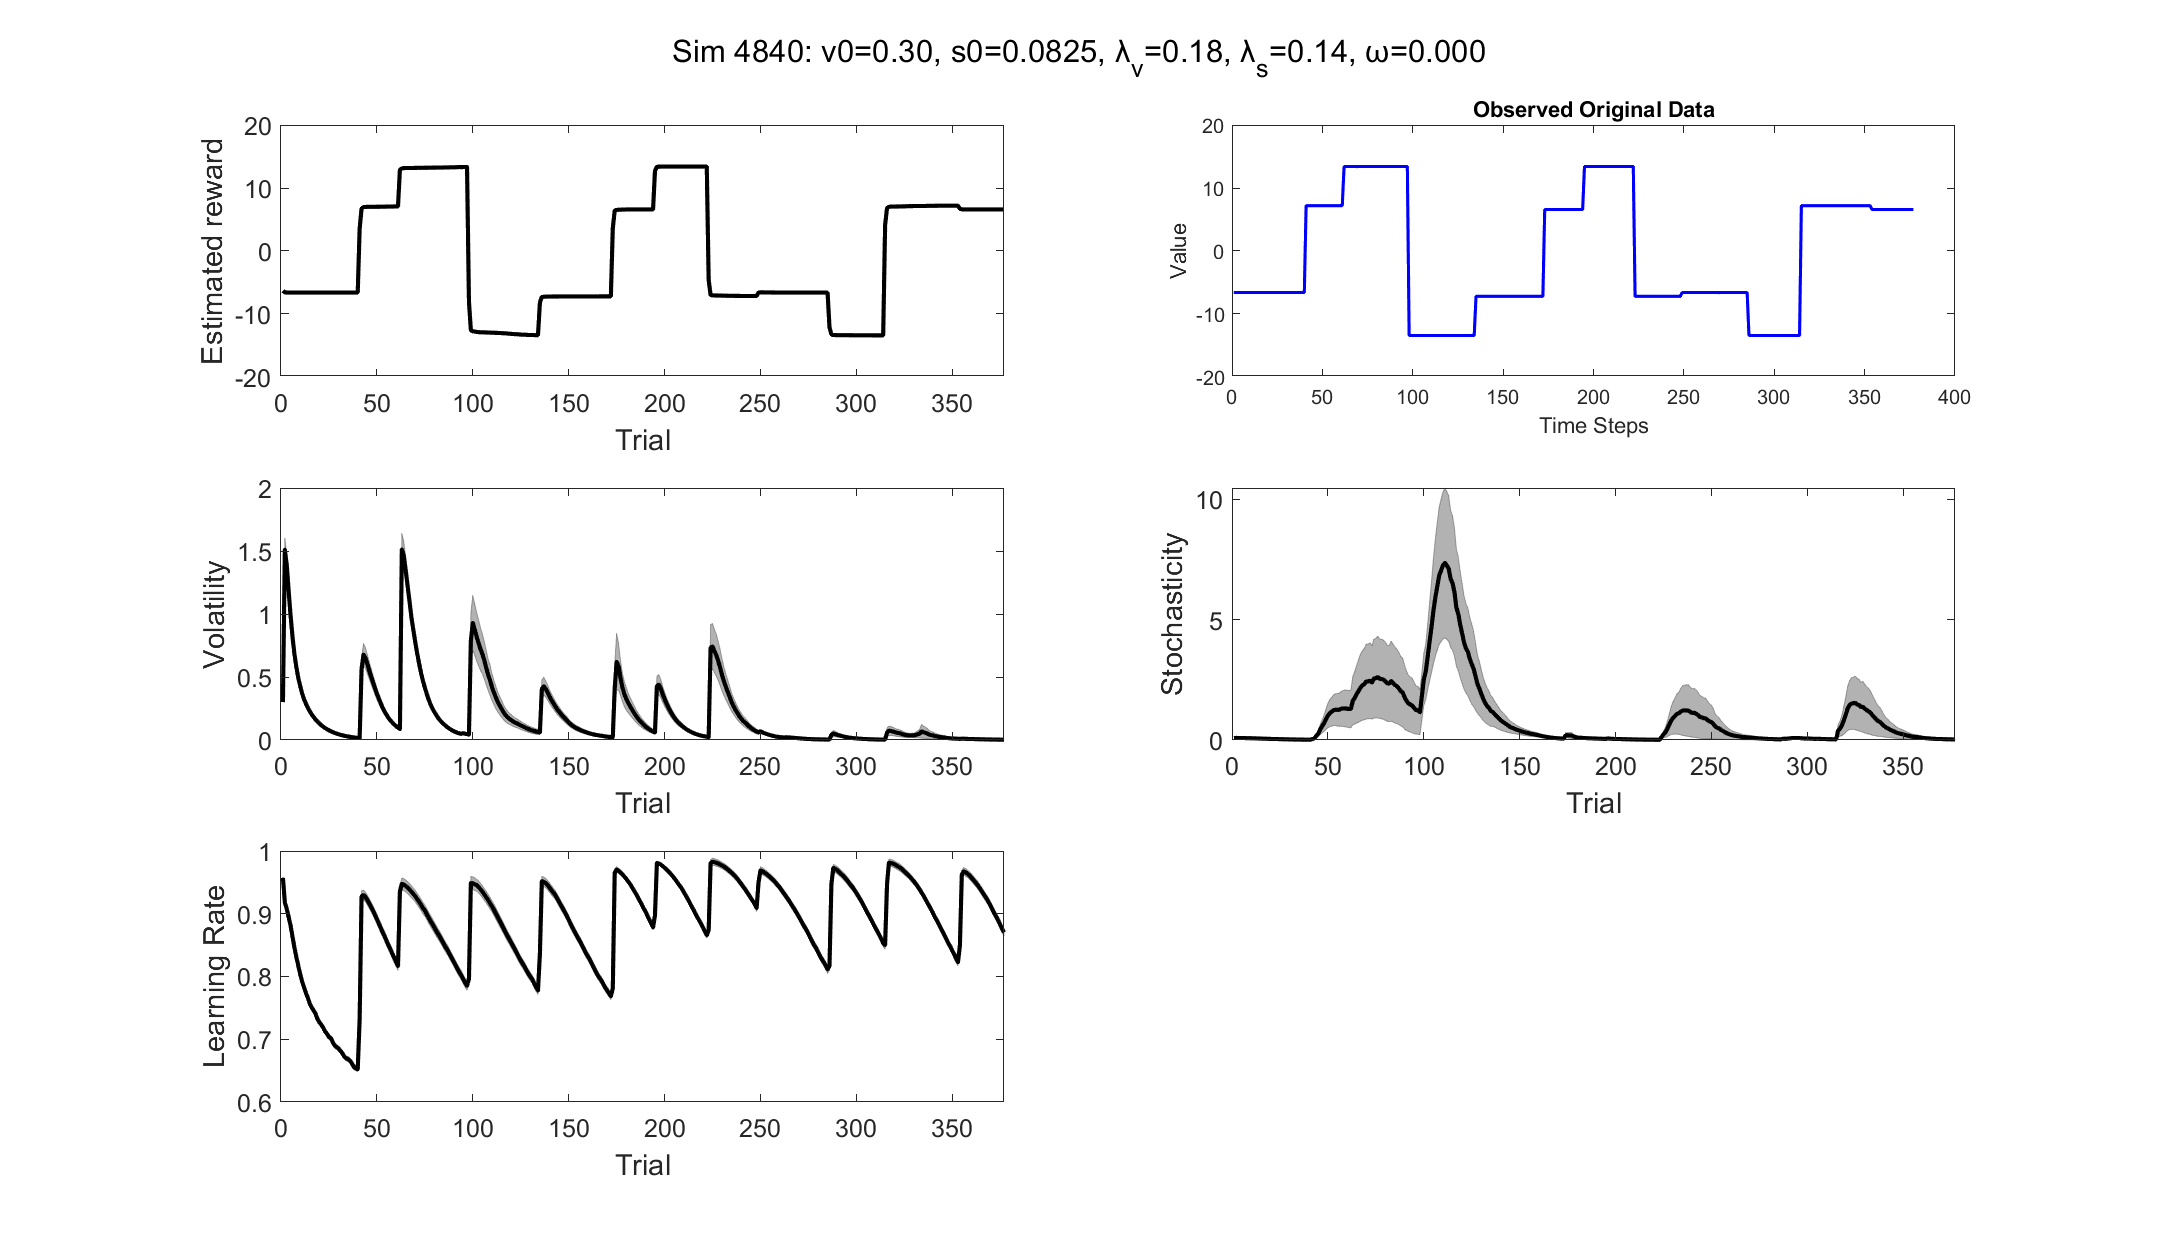 Sim 4840: v0=0.30, s0=0.0825, λv=0.18, λs=0.14, ω=0.000
Estimated reward
20
10
0
-10
-20
0 50 100 150 200 250 300 350
Trial
Observed Original Data
Value
20
10
0
-10
-20
0 50 100 150 200 250 300 350 400
Time Steps
Volatility
2
1.5
1
0.5
0
0 50 100 150 200 250 300 350
Trial
Stochasticity
10
5
0
0 50 100 150 200 250 300 350
Trial
Learning Rate
1
0.9
0.8
0.7
0.6
0 50 100 150 200 250 300 350
Trial